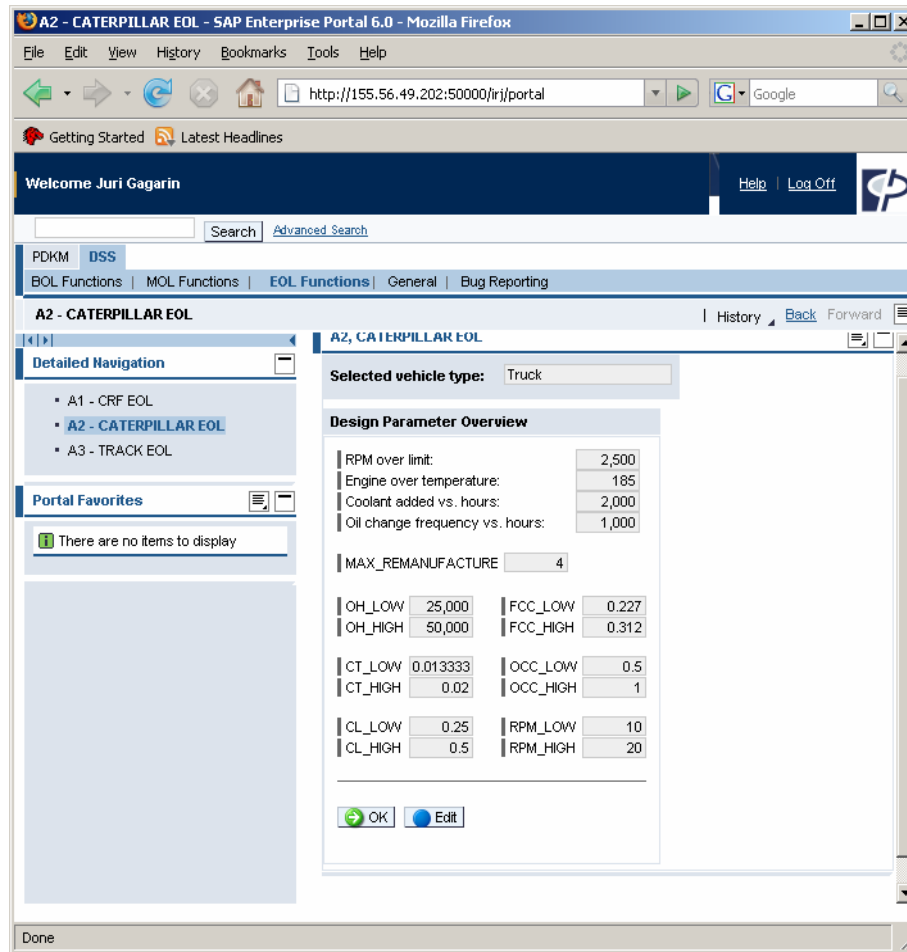 A2 - CATERPILLAR EOL - SAP Enterprise Portal 6.0 - Mozilla Firefox
File Edit View History Bookmarks Tools Help
http://155.56.49.202:50000/irj/portal
G Google
Getting Started Latest Headlines
Welcome Juri Gagarin
Help | Log Off
Search Advanced Search
PDKM DSS
BOL Functions | MOL Functions | EOL Functions | General | Bug Reporting
A2 - CATERPILLAR EOL
| History Back Forward
Detailed Navigation
A1 - CRF EOL
A2 - CATERPILLAR EOL
A3 - TRACK EOL
Portal Favorites
There are no items to display
A2, CATERPILLAR EOL
Selected vehicle type: Truck
Design Parameter Overview
RPM over limit: 2,500
Engine over temperature: 185
Coolant added vs. hours: 2,000
Oil change frequency vs. hours: 1,000
MAX_REMANUFACTURE 4
OH_LOW 25,000 FCC_LOW 0.227
OH_HIGH 50,000 FCC_HIGH 0.312
CT_LOW 0.013333 OCC_LOW 0.5
CT_HIGH 0.02 OCC_HIGH 1
CL_LOW 0.25 RPM_LOW 10
CL_HIGH 0.5 RPM_HIGH 20
OK Edit
Done